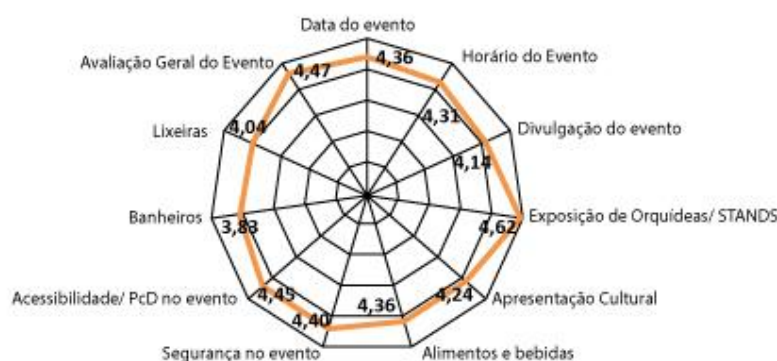 Data do evento
4,36
Horário do Evento
4,31
Divulgação do evento
4,14
Exposição de Orquídeas/ STANDS
4,62
Apresentação Cultural
4,24
Alimentos e bebidas
4,36
Segurança no evento
4,40
Acessibilidade/ PcD no evento
4,45
Banheiros
3,83
Lixeiras
4,04
Avaliação Geral do Evento
4,47